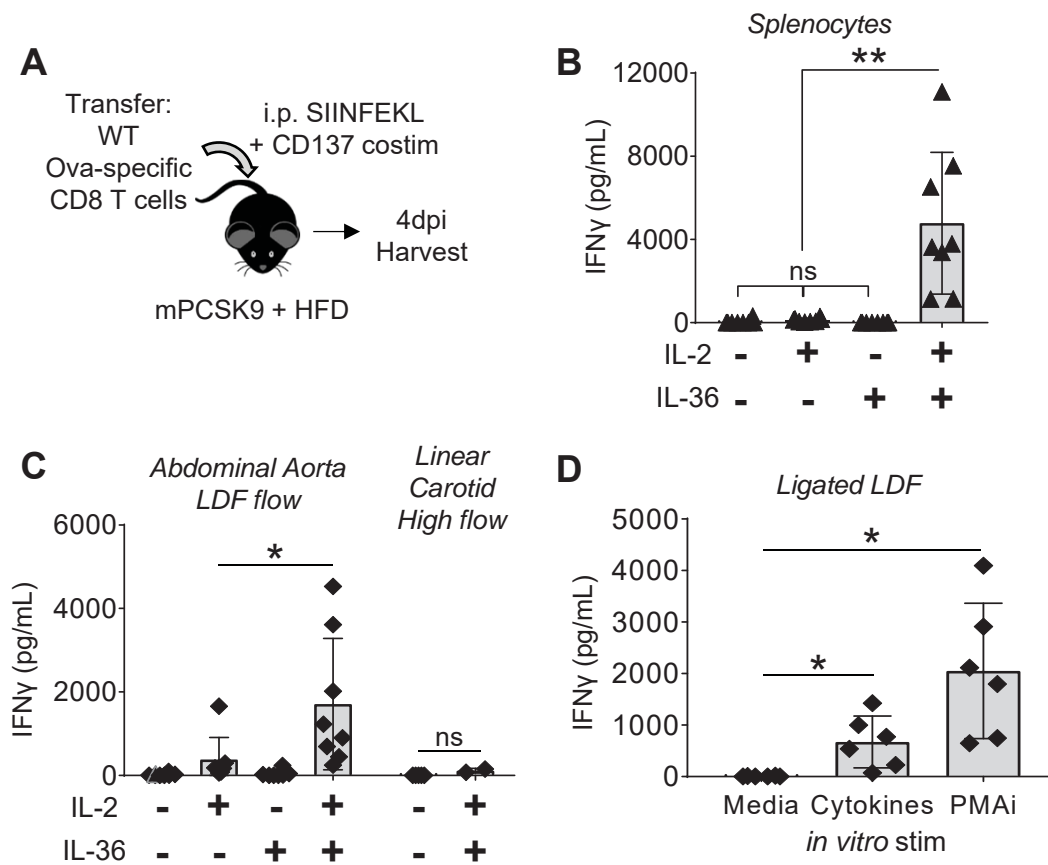 A
Transfer:
WT
Ova-specific
CD8 T cells
i.p. SIINFEKL
+ CD137 costim
4dpi
Harvest
mPCSK9 + HFD
B
Splenocytes
**
ns
IFNγ (pg/mL)
12000
8000
4000
0
IL-2 - + - +
IL-36 - - + +
C
Abdominal Aorta
LDF flow
Linear
Carotid
High flow
*
ns
IFNγ (pg/mL)
6000
4000
2000
0
IL-2 - + - + - +
IL-36 - - + + - +
D
Ligated LDF
*
*
IFNγ (pg/mL)
5000
4000
3000
2000
1000
0
Media Cytokines PMAi
in vitro stim